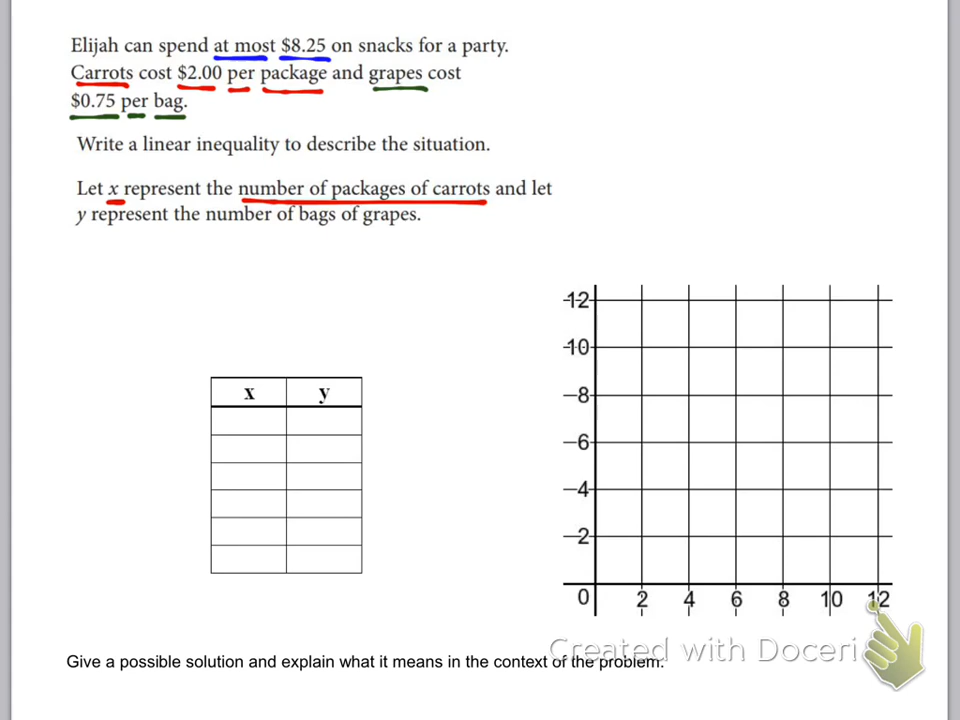 Elijah can spend at most $8.25 on snacks for a party.
Carrots cost $2.00 per package and grapes cost
$0.75 per bag.
Write a linear inequality to describe the situation.
Let x represent the number of packages of carrots and let
y represent the number of bags of grapes.
12
10
8
6
4
2
0 2 4 6 8 10 12
x y
Give a possible solution and explain what it means in the context of the problem.
Created with Doceri